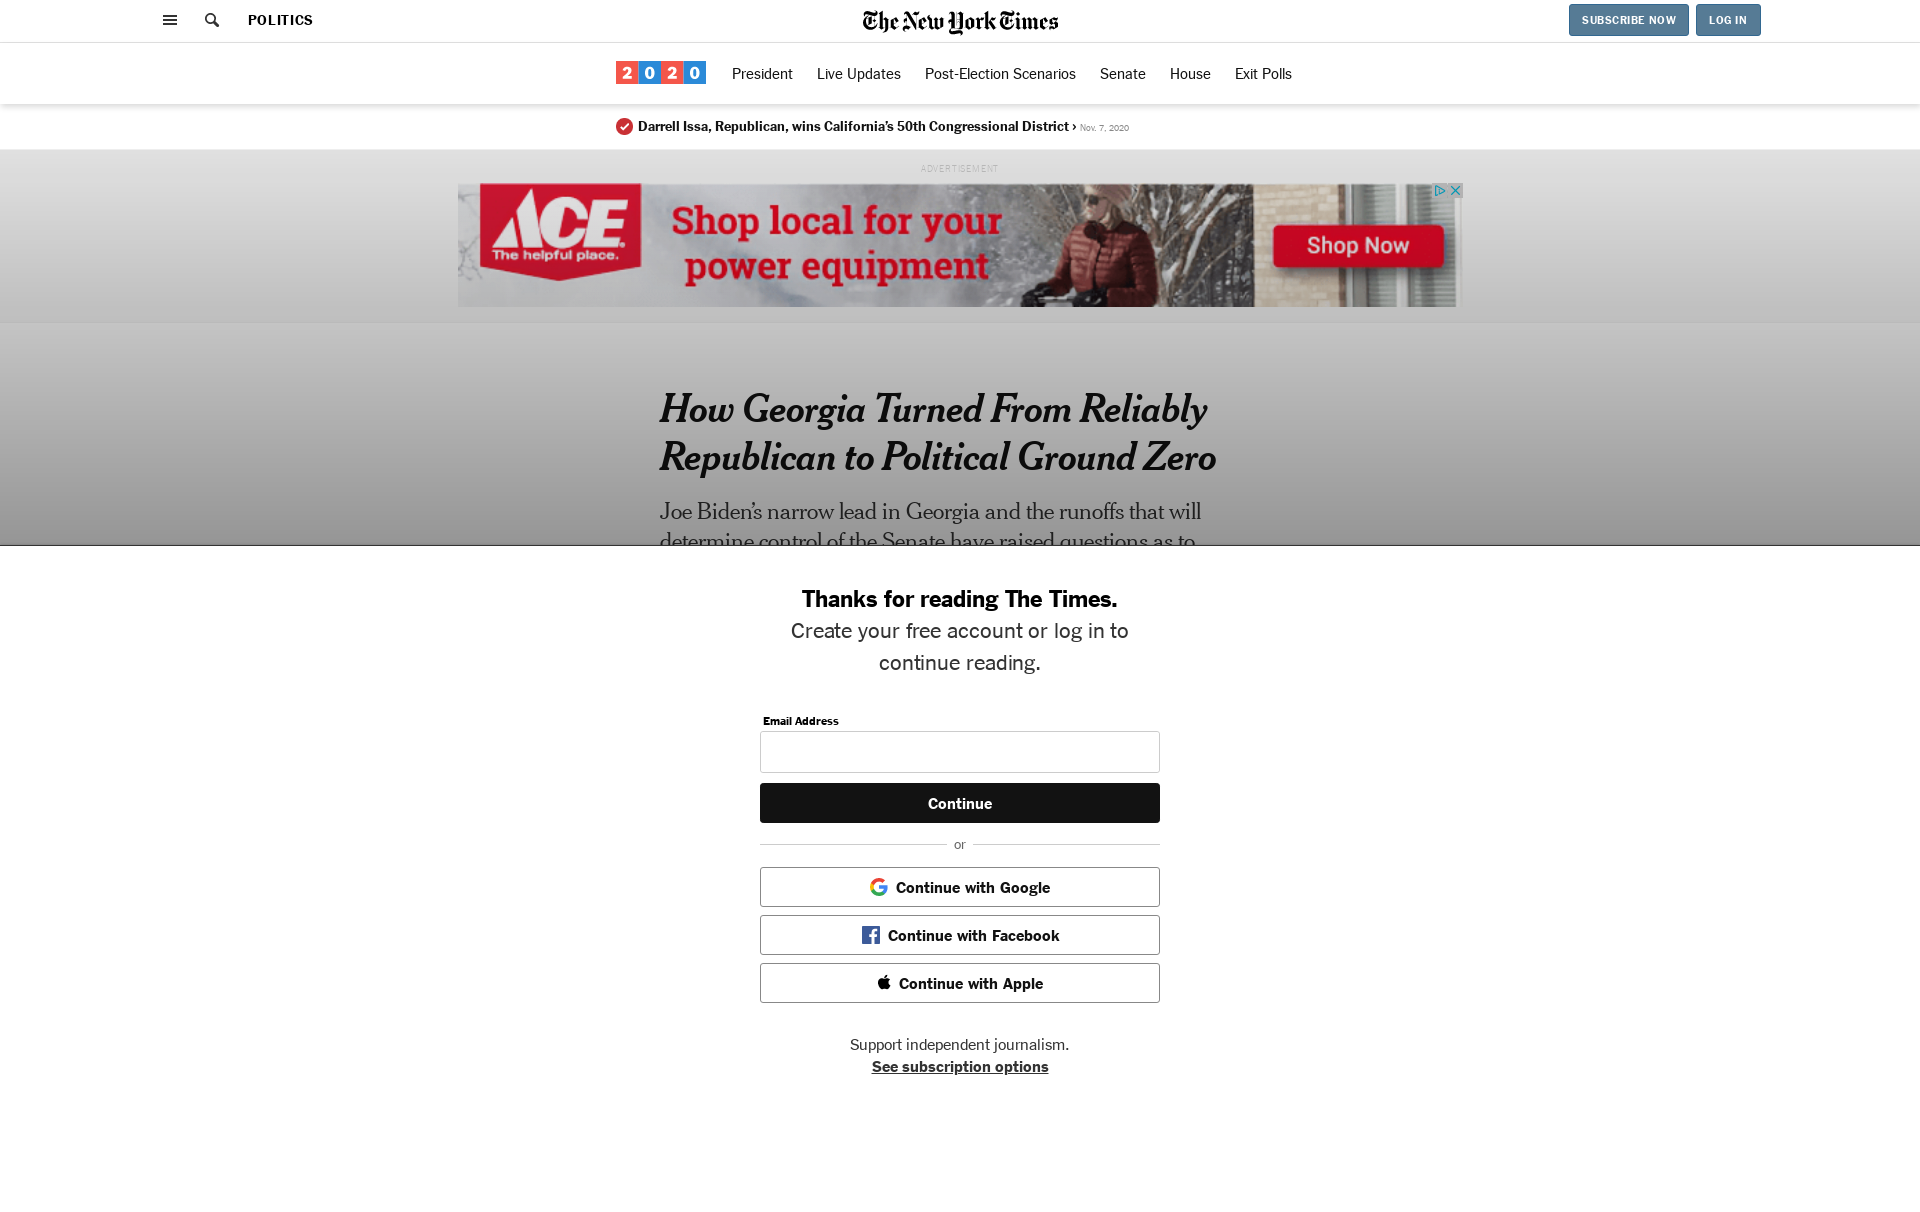 POLITICS
The New York Times
SUBSCRIBE NOW
LOG IN
2020
President
Live Updates
Post-Election Scenarios
Senate
House
Exit Polls
Darrell Issa, Republican, wins California’s 50th Congressional District › Nov. 7, 2020
ADVERTISEMENT
ACE
The helpful place.
Shop local for your
power equipment
Shop Now
How Georgia Turned From Reliably
Republican to Political Ground Zero
Joe Biden’s narrow lead in Georgia and the runoffs that will
determine control of the Senate have raised questions as to
Thanks for reading The Times.
Create your free account or log in to
continue reading.
Email Address
Continue
or
Continue with Google
Continue with Facebook
Continue with Apple
Support independent journalism.
See subscription options